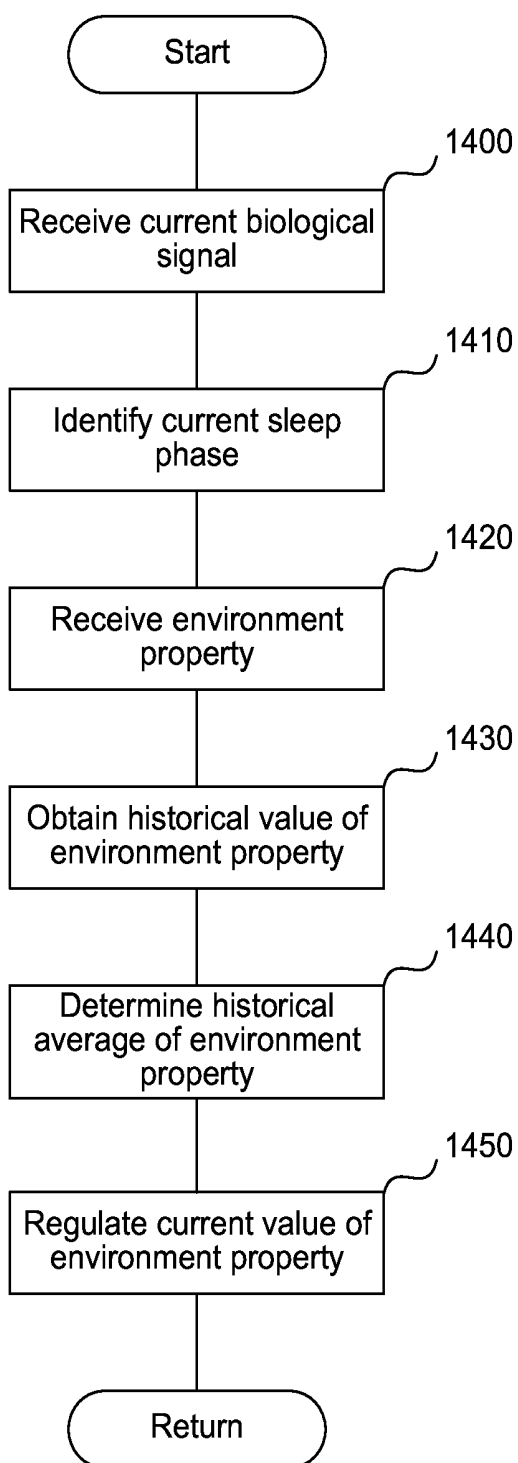 Start
1400
Receive current biological
signal
1410
Identify current sleep
phase
1420
Receive environment
property
1430
Obtain historical value of
environment property
1440
Determine historical
average of environment
property
1450
Regulate current value of
environment property
Return